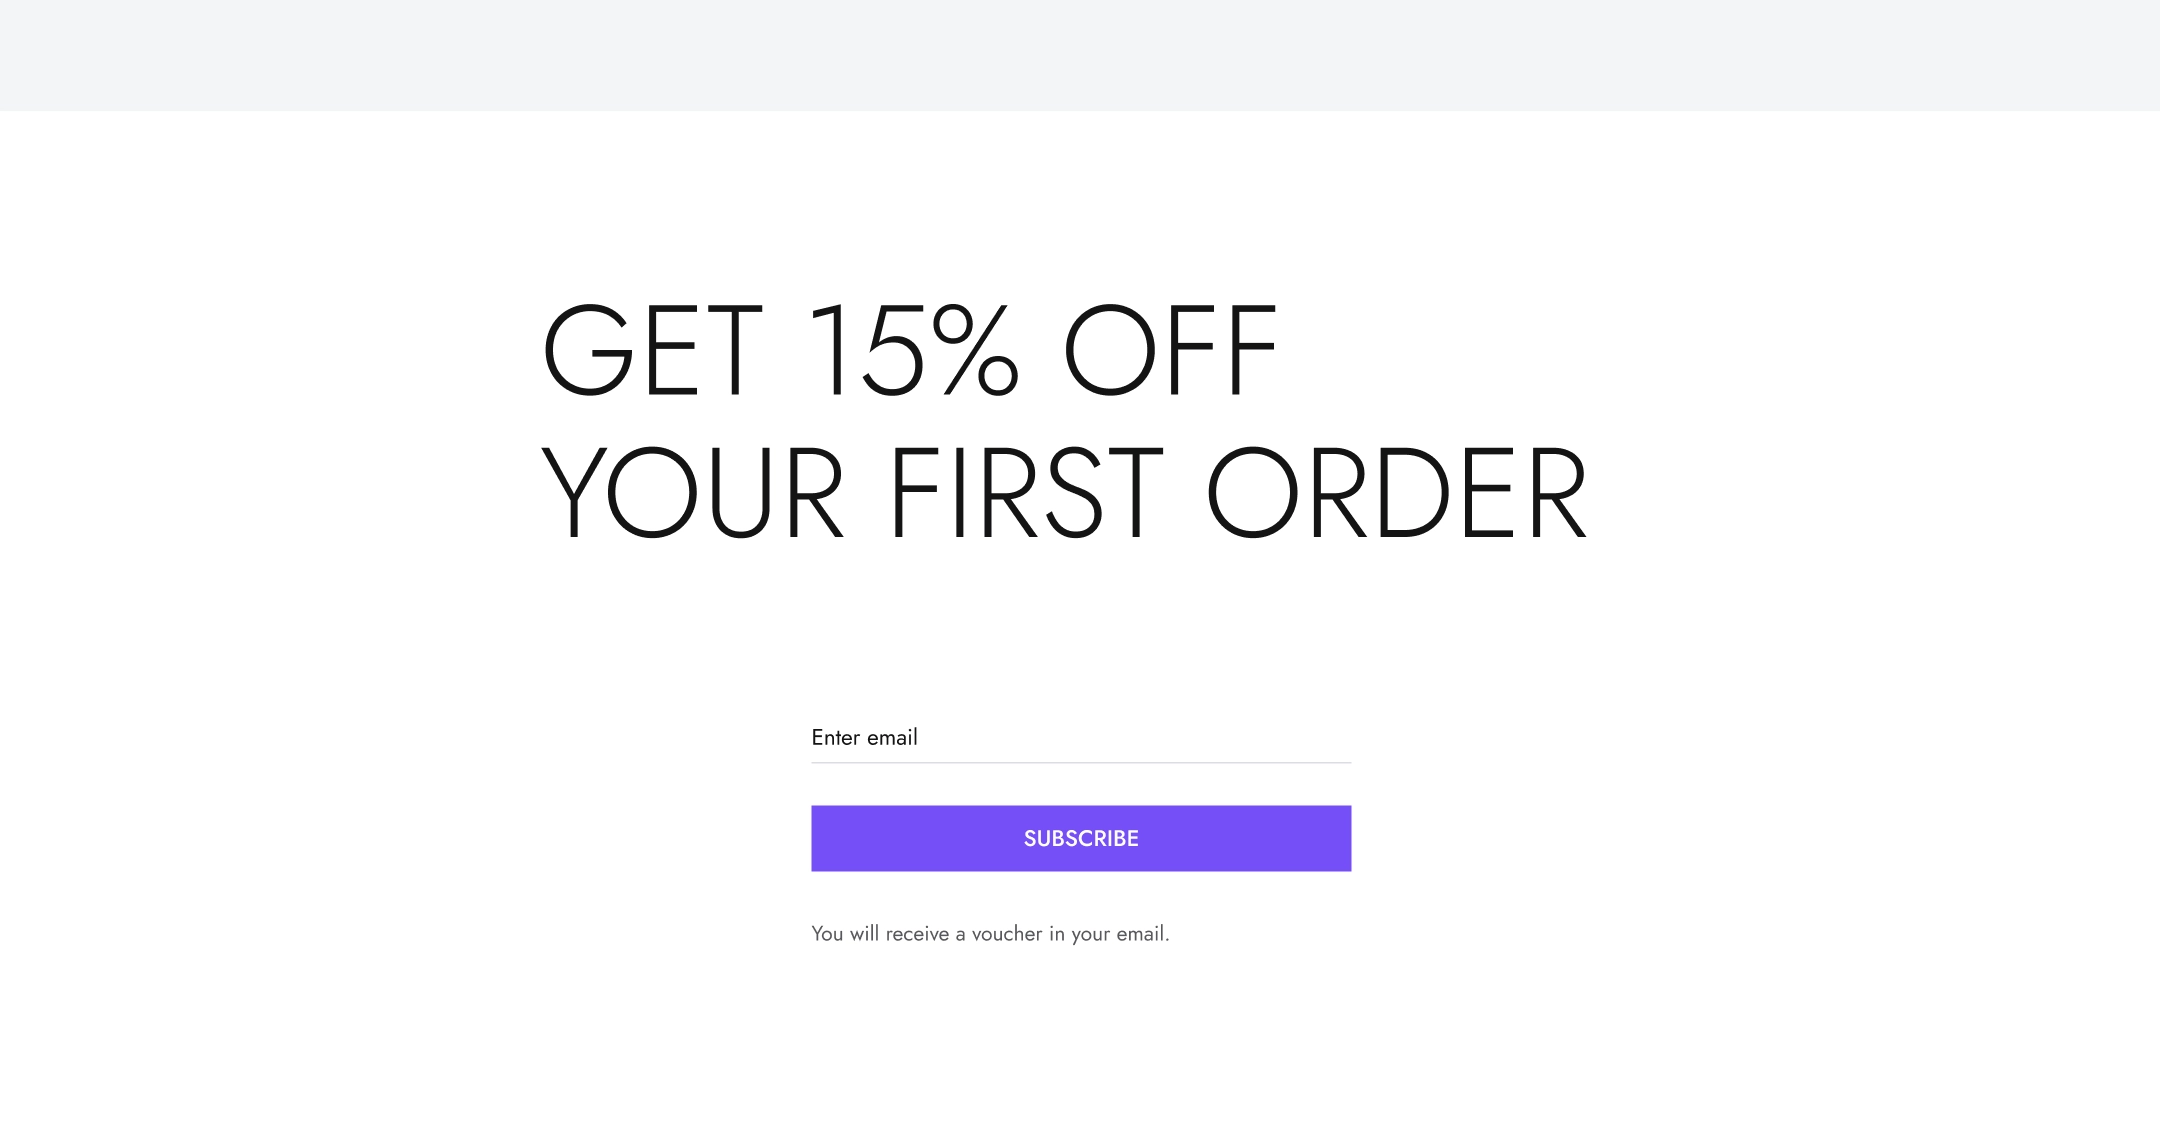 GET 15% OFF
YOUR FIRST ORDER
Enter email
SUBSCRIBE
You will receive a voucher in your email.